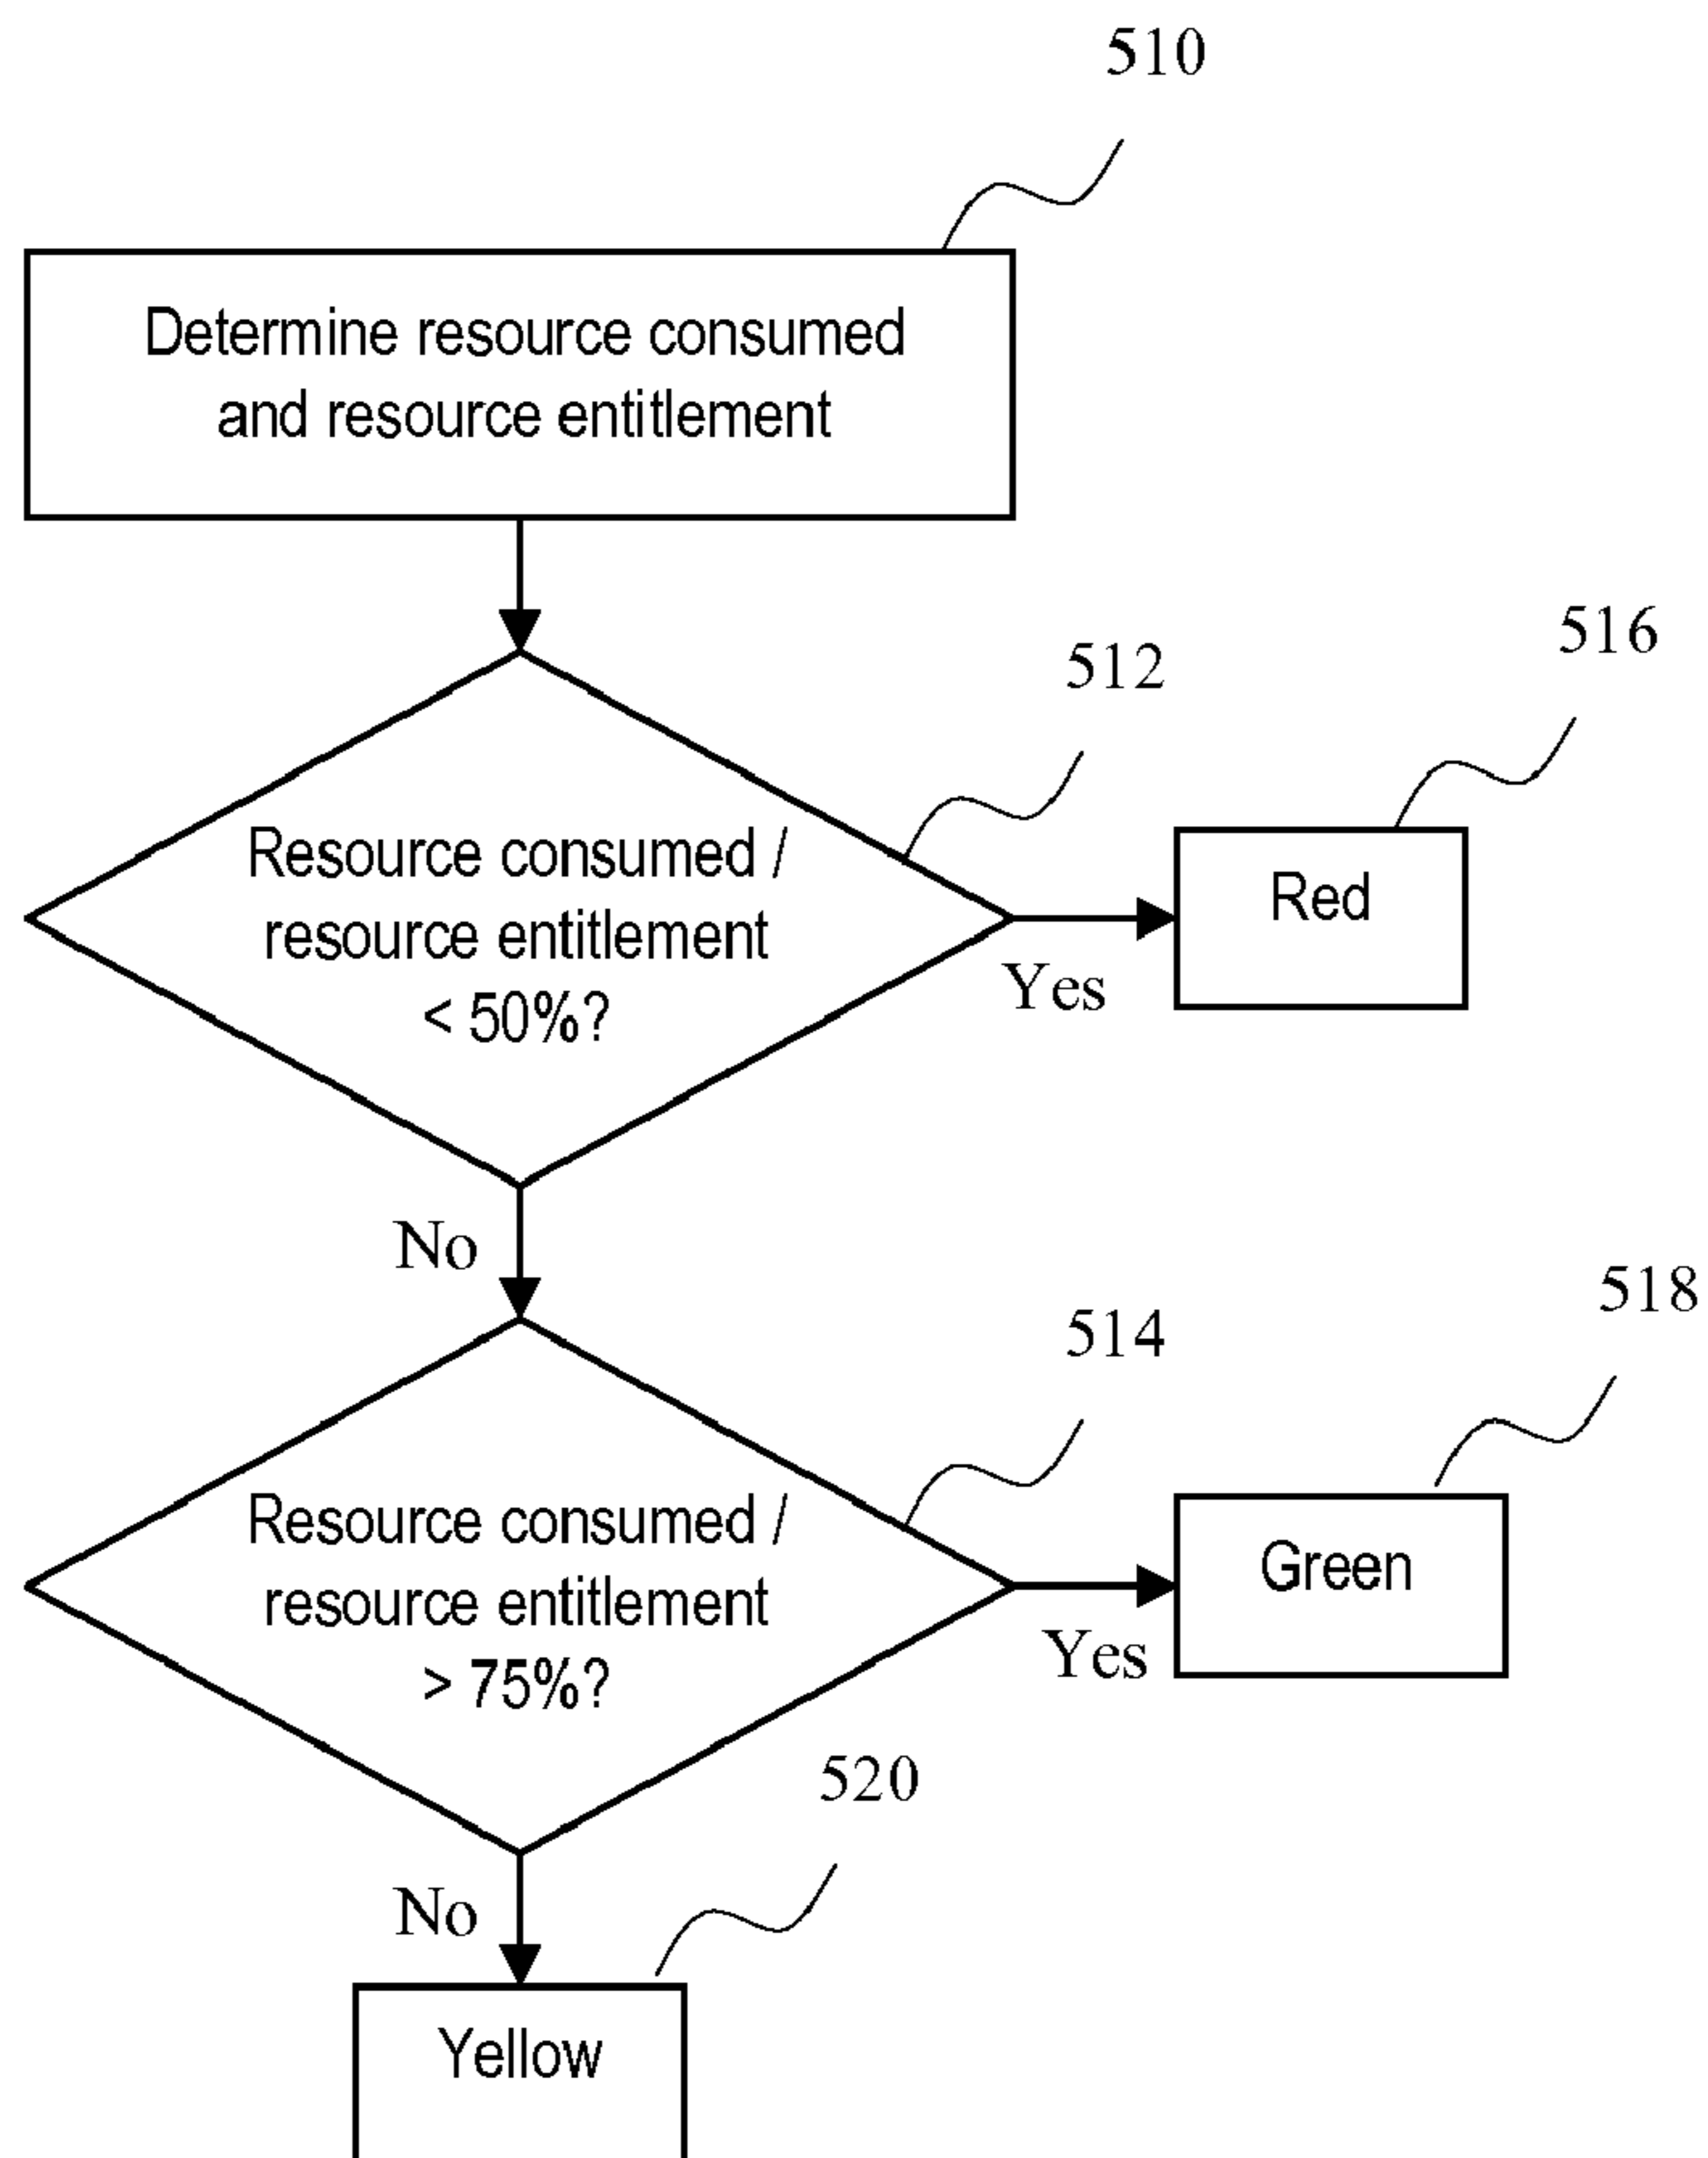 510
Determine resource consumed
and resource entitlement
512
516
Resource consumed /
resource entitlement
< 50%?
Red
Yes
No
514
518
Resource consumed /
resource entitlement
> 75%?
Green
Yes
520
No
Yellow